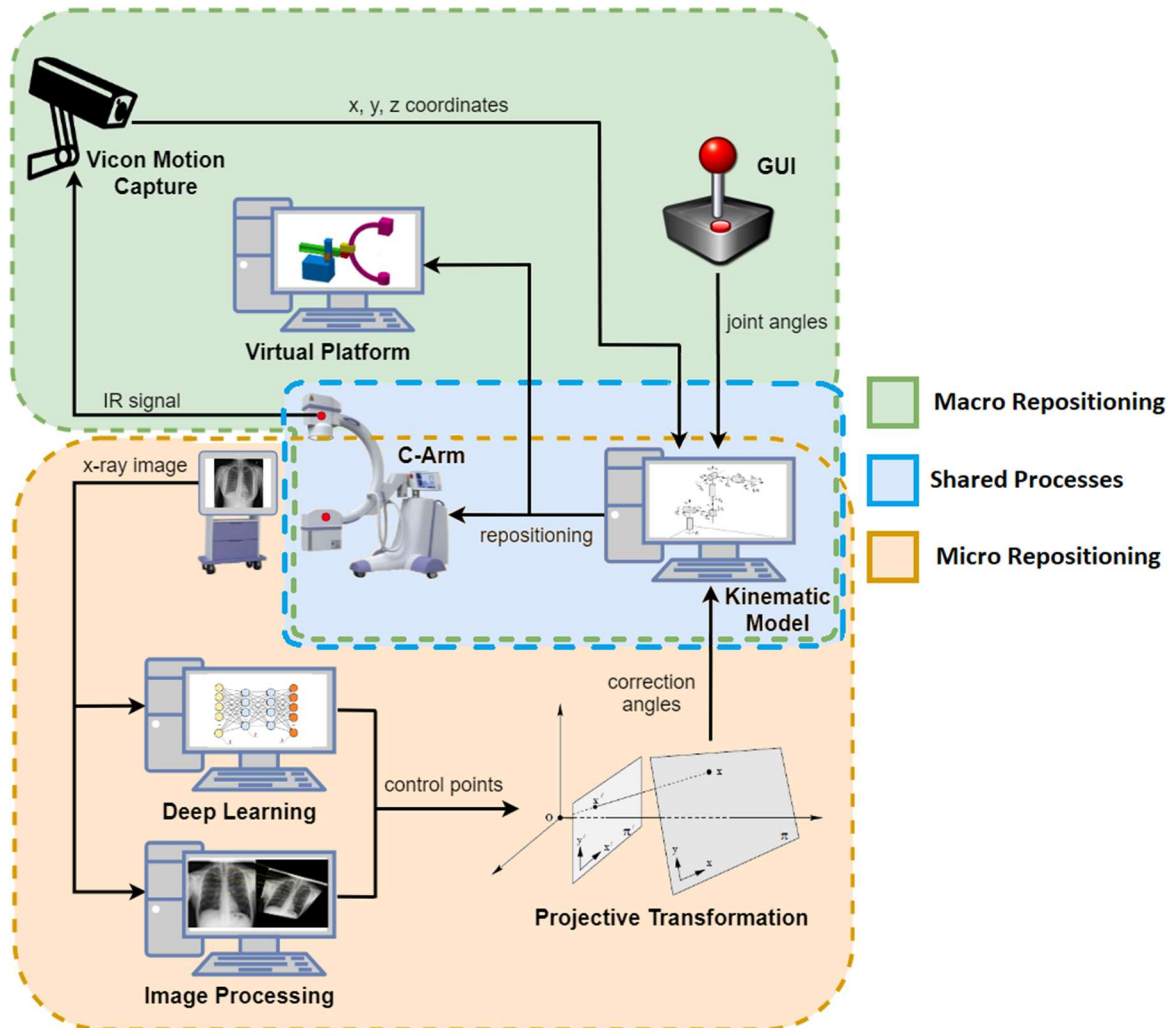 x, y, z coordinates
Vicon Motion
Capture
GUI
joint angles
Virtual Platform
IR signal
Macro Repositioning
x-ray image
C-Arm
Shared Processes
repositioning
Micro Repositioning
Kinematic
Model
correction
angles
Deep Learning
control points
O
x'
x
π'
y'
x'
π
y
x
Projective Transformation
Image Processing